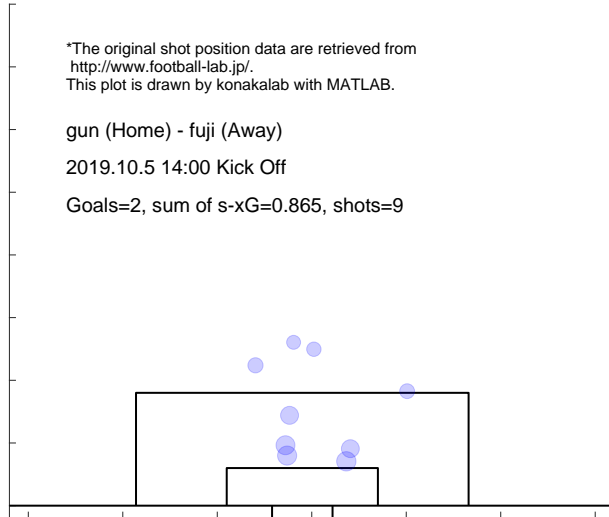 *The original shot position data are retrieved from
http://www.football-lab.jp/.
This plot is drawn by konakalab with MATLAB.
gun (Home) - fuji (Away)
2019.10.5 14:00 Kick Off
Goals=2, sum of s-xG=0.865, shots=9